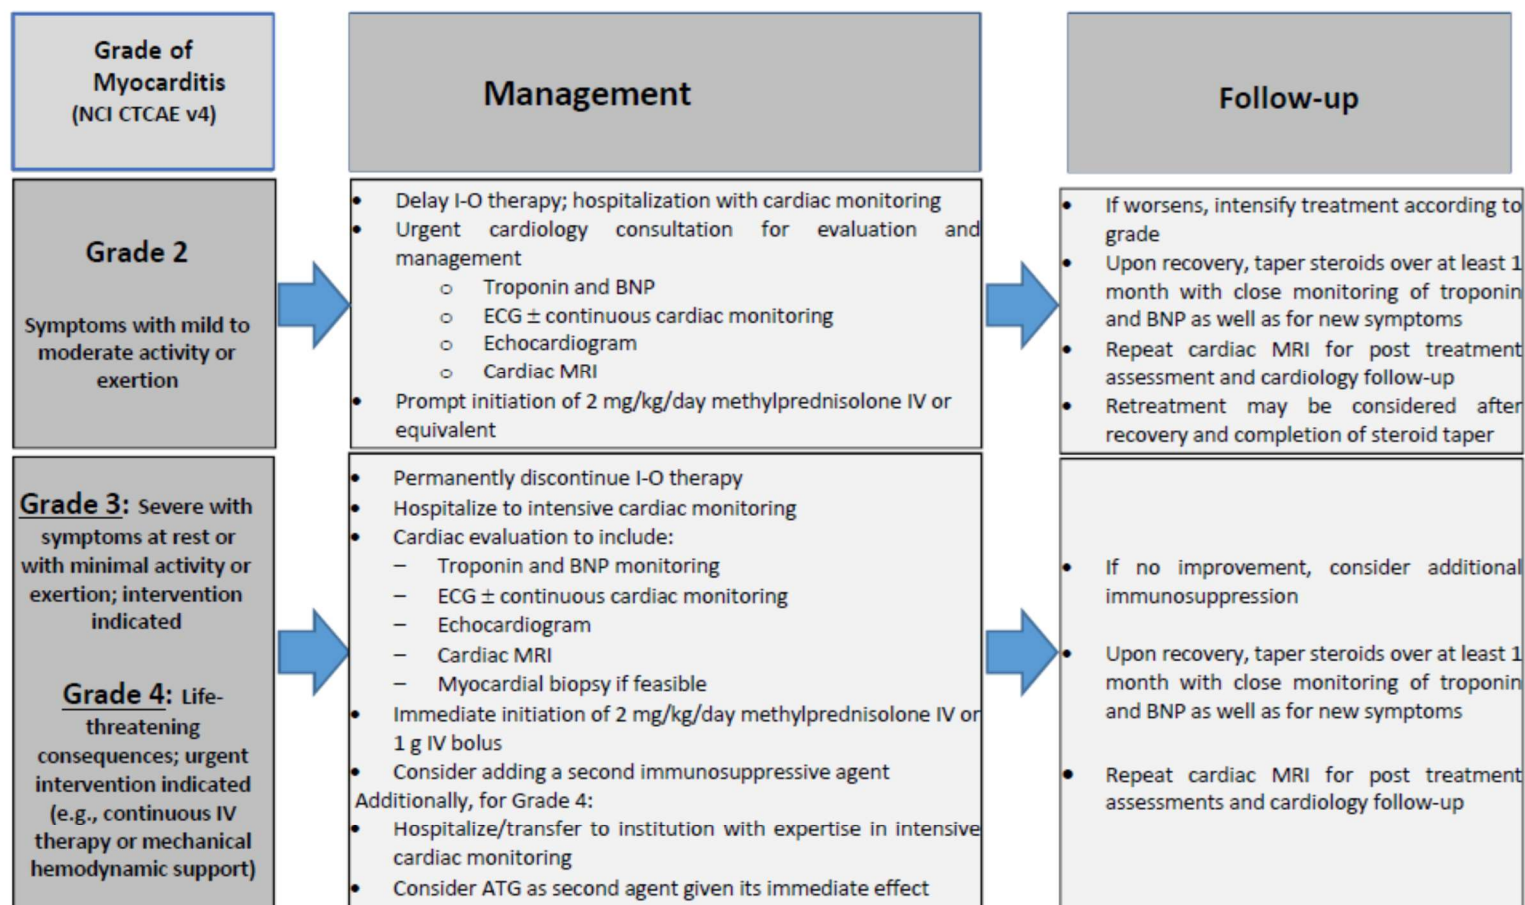 Grade of
Myocarditis
(NCI CTCAE v4)
Management
Follow-up
Grade 2
Symptoms with mild to
moderate activity or
exertion
• Delay I-O therapy; hospitalization with cardiac monitoring
• Urgent cardiology consultation for evaluation and
management
o Troponin and BNP
o ECG ± continuous cardiac monitoring
o Echocardiogram
o Cardiac MRI
• Prompt initiation of 2 mg/kg/day methylprednisolone IV or
equivalent
• If worsens, intensify treatment according to
grade
• Upon recovery, taper steroids over at least 1
month with close monitoring of troponin
and BNP as well as for new symptoms
• Repeat cardiac MRI for post treatment
assessment and cardiology follow-up
• Retreatment may be considered after
recovery and completion of steroid taper
Grade 3: Severe with
symptoms at rest or
with minimal activity or
exertion; intervention
indicated
Grade 4: Life-
threatening
consequences; urgent
intervention indicated
(e.g., continuous IV
therapy or mechanical
hemodynamic support)
• Permanently discontinue I-O therapy
• Hospitalize to intensive cardiac monitoring
• Cardiac evaluation to include:
– Troponin and BNP monitoring
– ECG ± continuous cardiac monitoring
– Echocardiogram
– Cardiac MRI
– Myocardial biopsy if feasible
• Immediate initiation of 2 mg/kg/day methylprednisolone IV or
1 g IV bolus
• Consider adding a second immunosuppressive agent
Additionally, for Grade 4:
• Hospitalize/transfer to institution with expertise in intensive
cardiac monitoring
• Consider ATG as second agent given its immediate effect
• If no improvement, consider additional
immunosuppression
• Upon recovery, taper steroids over at least 1
month with close monitoring of troponin
and BNP as well as for new symptoms
• Repeat cardiac MRI for post treatment
assessments and cardiology follow-up